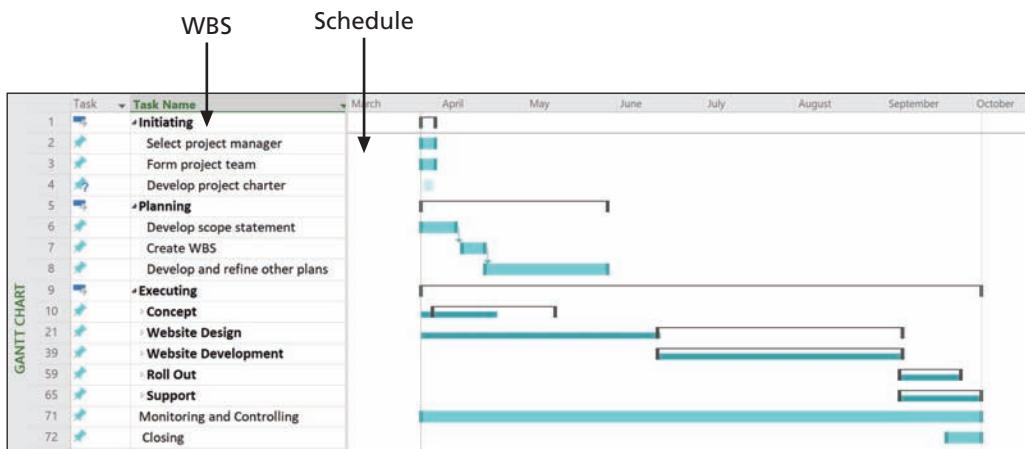 WBS Schedule
GANTT CHART
Task Task Name March April May June July August September October
1 Initiating
2 Select project manager
3 Form project team
4 Develop project charter
5 Planning
6 Develop scope statement
7 Create WBS
8 Develop and refine other plans
9 Executing
10 Concept
21 Website Design
39 Website Development
59 Roll Out
65 Support
71 Monitoring and Controlling
72 Closing